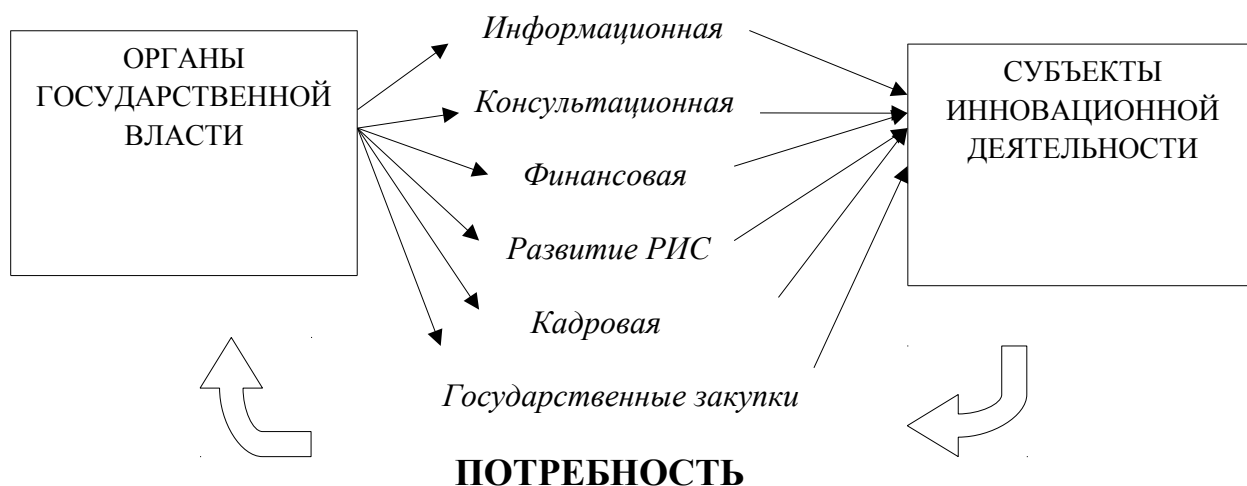 ОРГАНЫ
ГОСУДАРСТВЕННОЙ
ВЛАСТИ
Информационная
Консультационная
Финансовая
Развитие РИС
Кадровая
Государственные закупки
СУБЪЕКТЫ
ИННОВАЦИОННОЙ
ДЕЯТЕЛЬНОСТИ
ПОТРЕБНОСТЬ